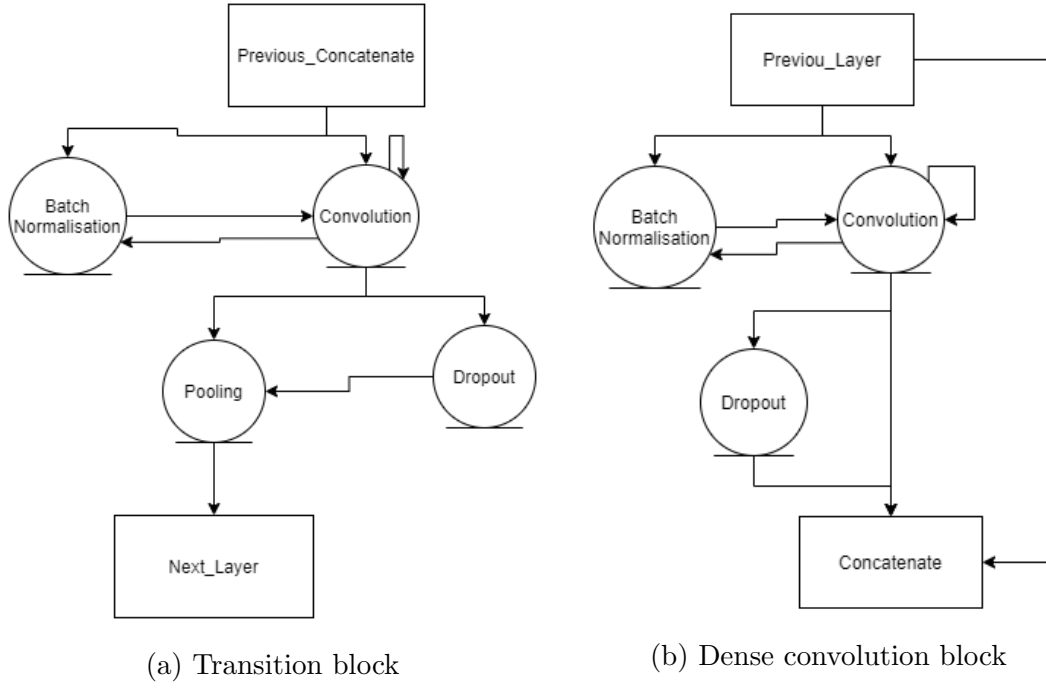 Previous_Concatenate
Batch
Normalisation
Convolution
Pooling
Dropout
Next_Layer
(a) Transition block
Previou_Layer
Batch
Normalisation
Convolution
Dropout
Concatenate
(b) Dense convolution block